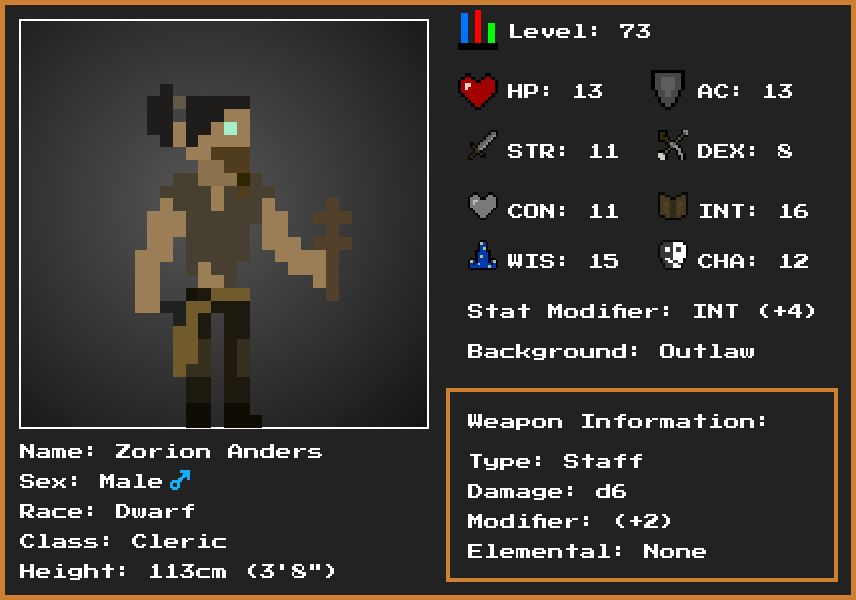 Level: 73
HP: 13 AC: 13
STR: 11 DEX: 8
CON: 11 INT: 16
WIS: 15 CHA: 12
Stat Modifier: INT (+4)
Background: Outlaw
Weapon Information:
Type: Staff
Damage: d6
Modifier: (+2)
Elemental: None
Name: Zorion Anders
Sex: Male♂
Race: Dwarf
Class: Cleric
Height: 113cm (3'8")